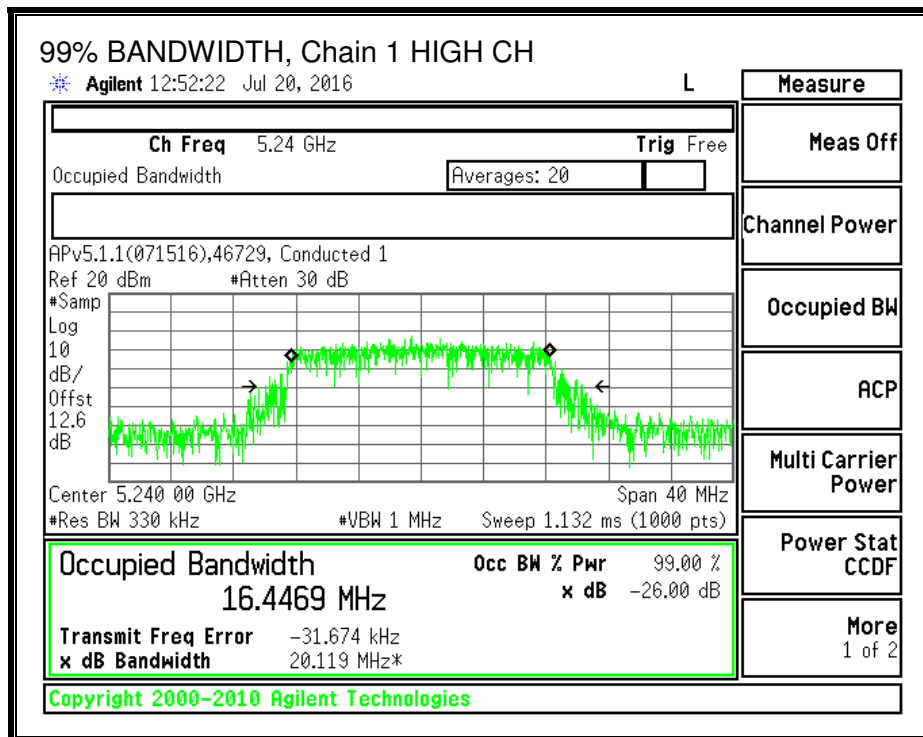 99% BANDWIDTH, Chain 1 HIGH CH
Agilent 12:52:22 Jul 20, 2016 L
Ch Freq 5.24 GHz Trig Free
Occupied Bandwidth Averages: 20
APv5.1.1(071516),46729, Conducted 1
Ref 20 dBm #Atten 30 dB
#Samp
Log
10
dB/
Offst
12.6
dB
Center 5.240 00 GHz Span 40 MHz
#Res BW 330 kHz #VBW 1 MHz Sweep 1.132 ms (1000 pts)
Occupied Bandwidth Occ BW % Pwr 99.00 %
16.4469 MHz x dB -26.00 dB
Transmit Freq Error -31.674 kHz
x dB Bandwidth 20.119 MHz*
Copyright 2000-2010 Agilent Technologies
Measure
Meas Off
Channel Power
Occupied BW
ACP
Multi Carrier
Power
Power Stat
CCDF
More
1 of 2